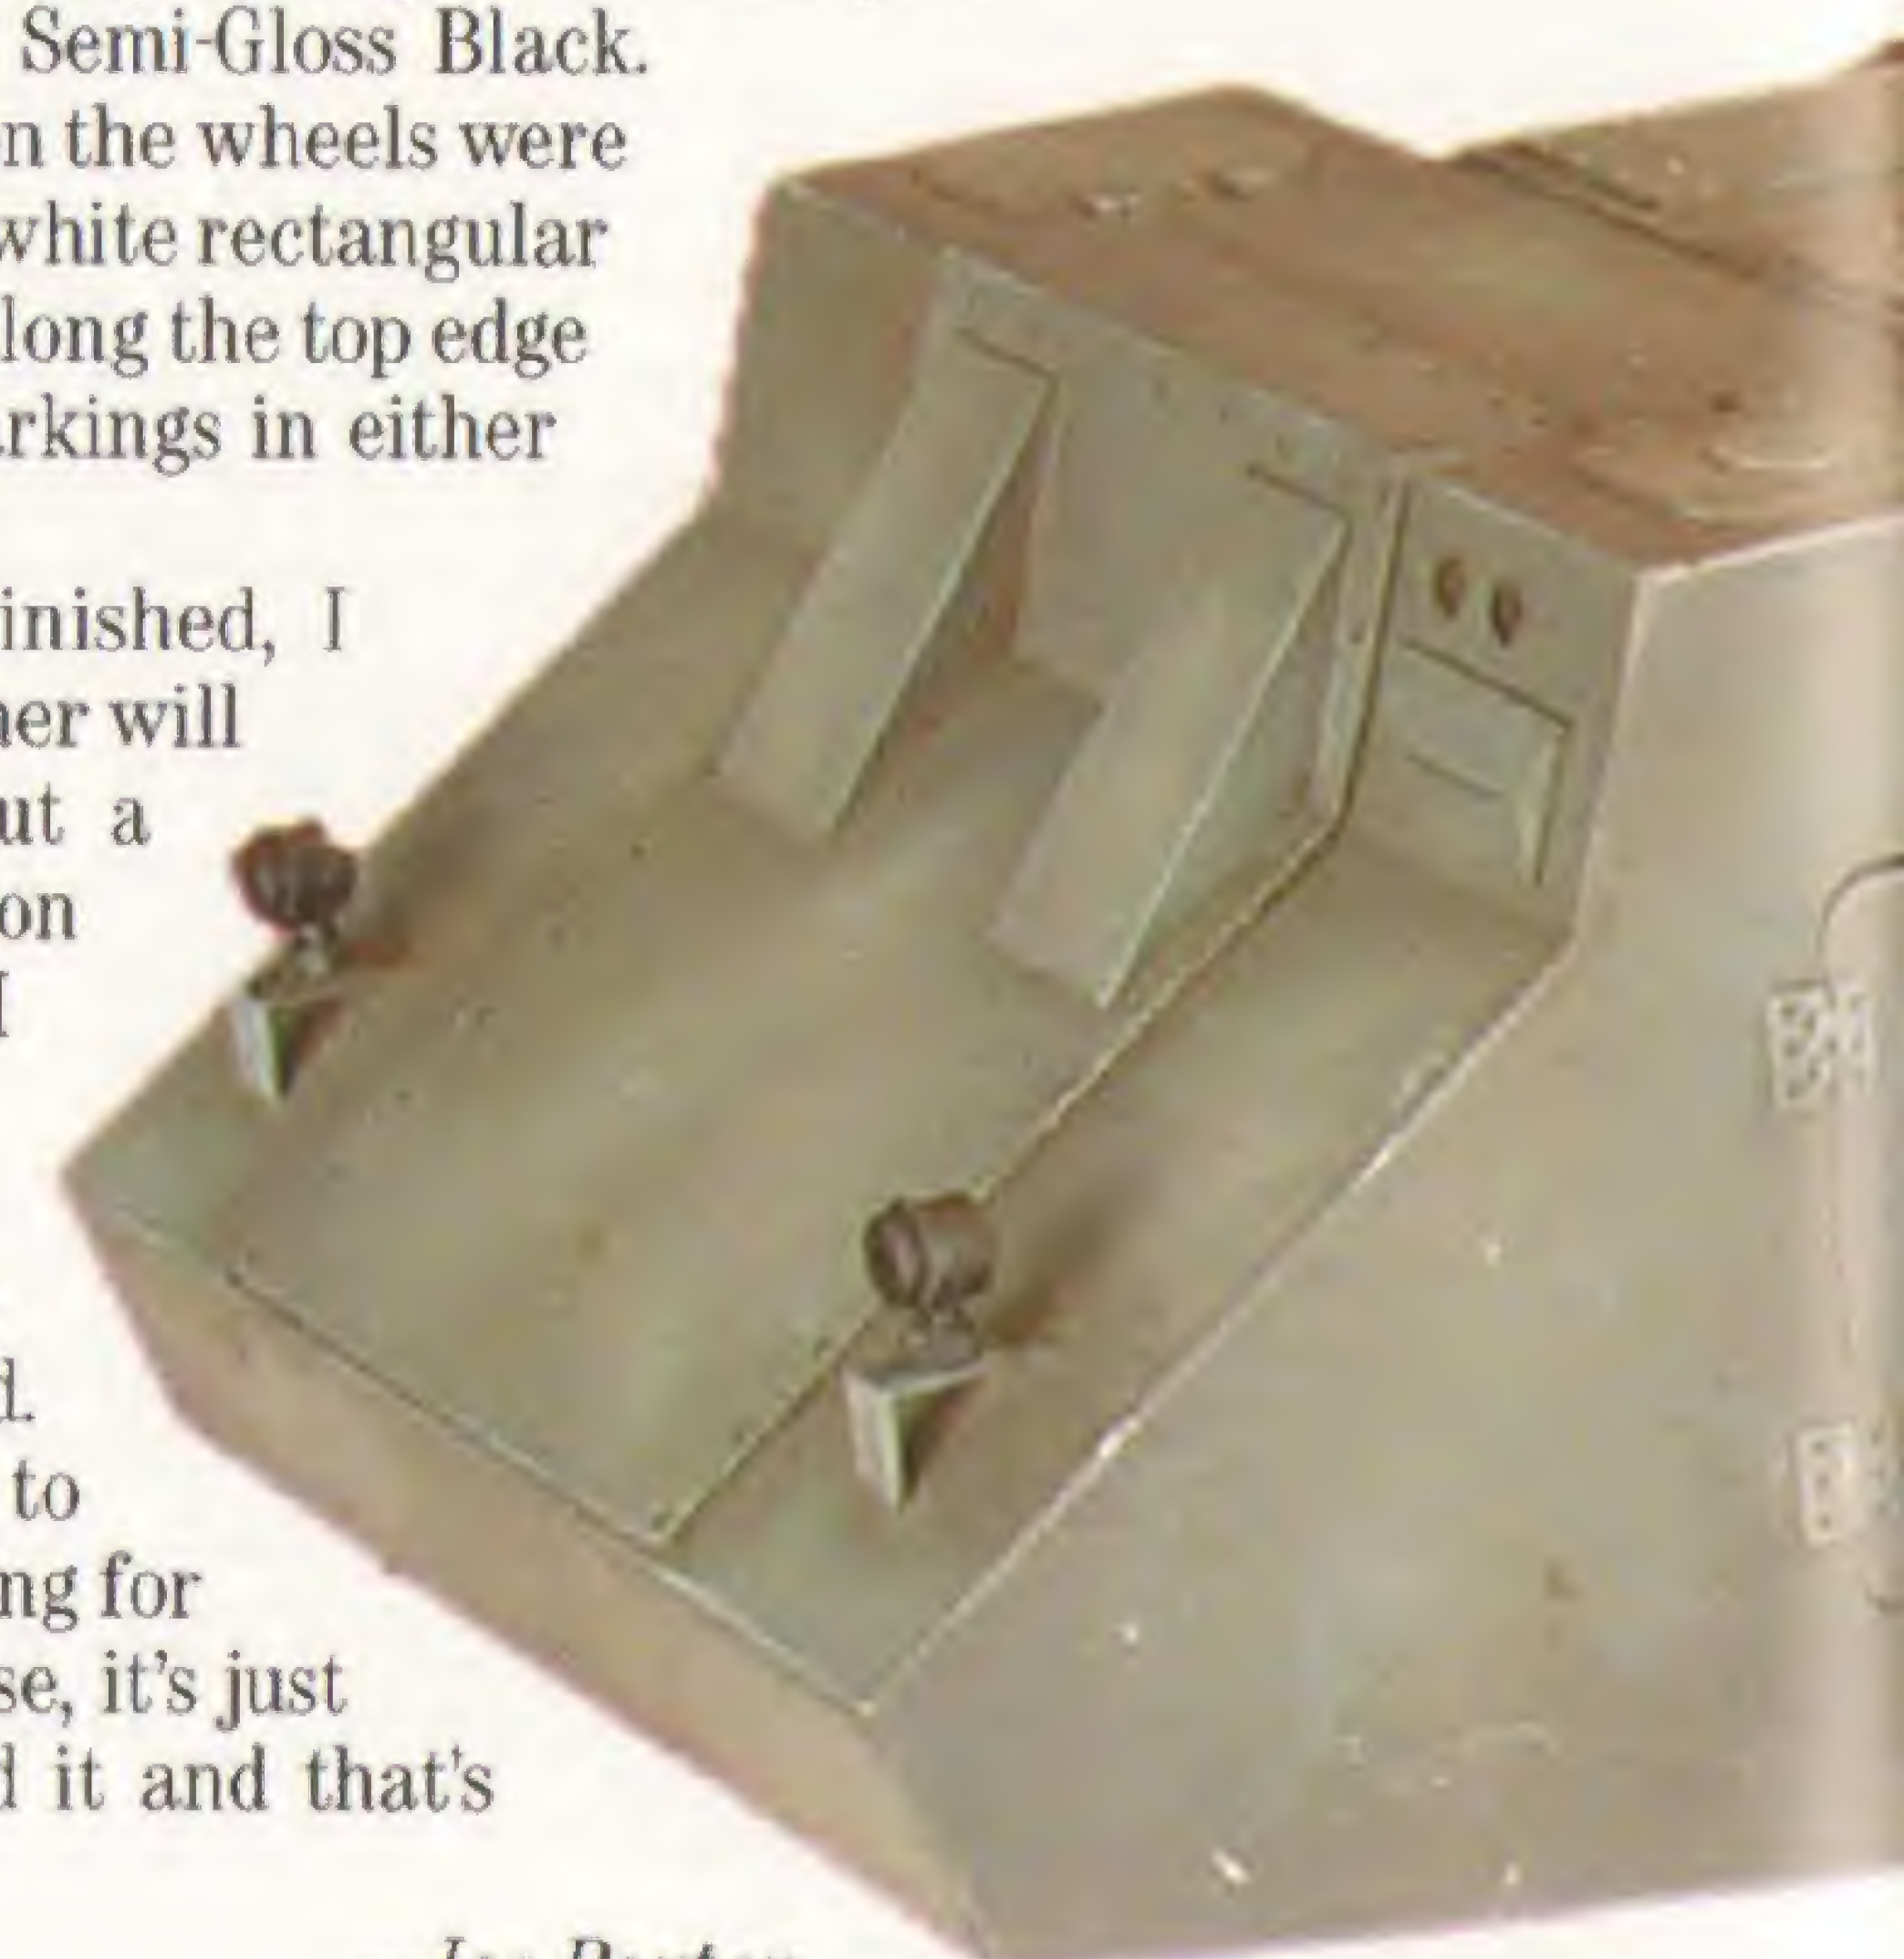 Semi-Gloss Black.
n the wheels were
white rectangular
long the top edge
rkings in either
inished, I
ner will
ut a
on
d.
to
ng for
se, it's just
d it and that's